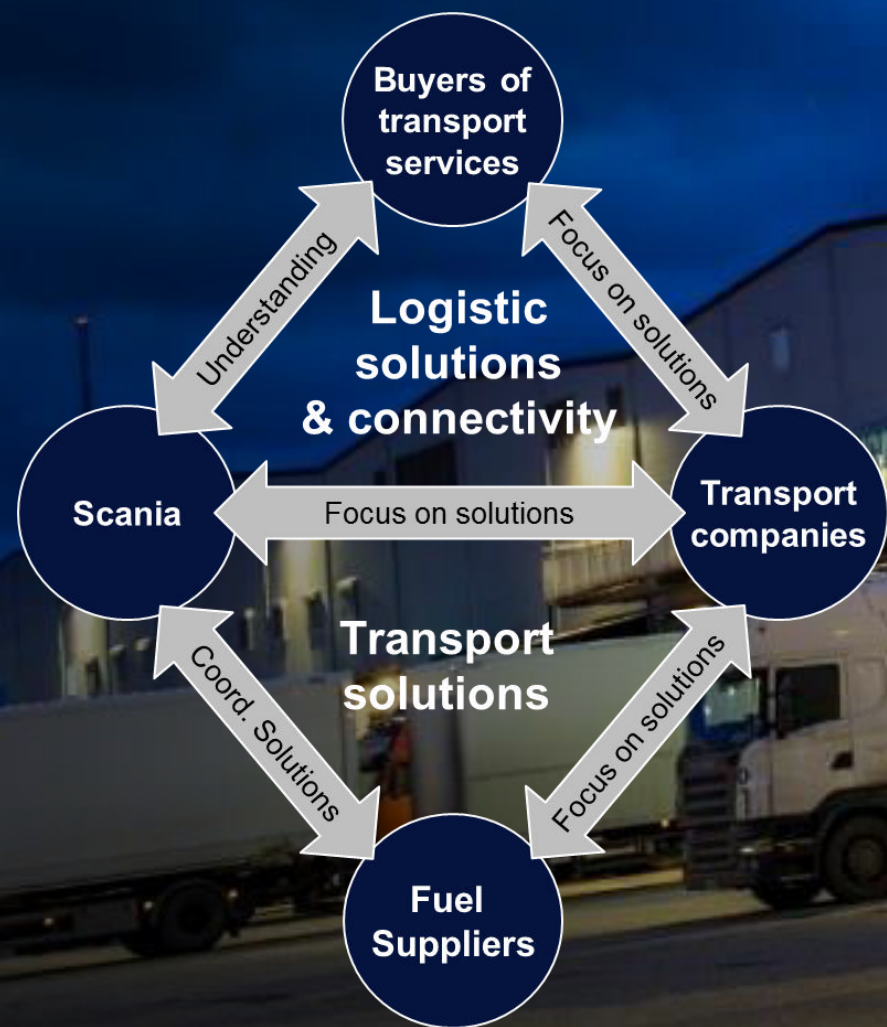 Buyers of
transport
services
Understanding
Focus on solutions
Logistic
solutions
& connectivity
Scania
Focus on solutions
Transport
companies
Transport
solutions
Coord. Solutions
Focus on solutions
Fuel
Suppliers